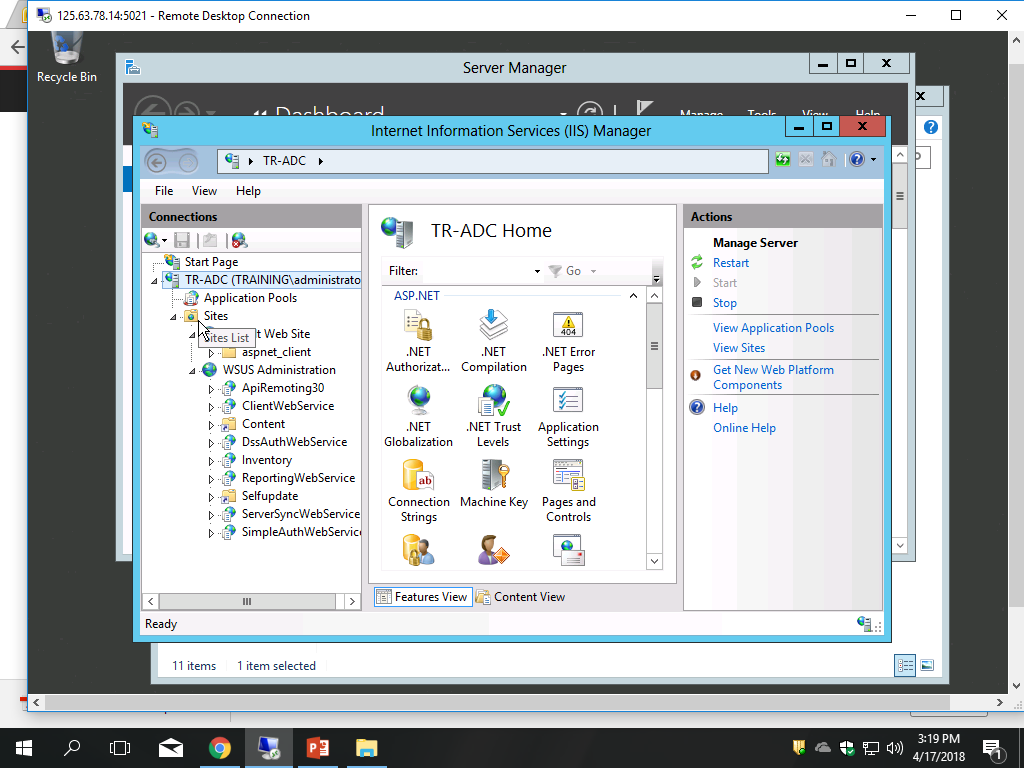 125.63.78.14:5021 - Remote Desktop Connection
Recycle Bin
Server Manager
Dashboard
Manage Tools View Help
Internet Information Services (IIS) Manager
TR-ADC
File View Help
Connections
Start Page
TR-ADC (TRAINING\administrato
Application Pools
Sites
t Web Site
Sites List
aspnet_client
WSUS Administration
ApiRemoting30
ClientWebService
Content
DssAuthWebService
Inventory
ReportingWebService
Selfupdate
ServerSyncWebService
SimpleAuthWebServic
TR-ADC Home
Filter:
Go
ASP.NET
.NET Authorizat...
.NET Compilation
404
.NET Error Pages
.NET Globalization
.NET Trust Levels
Application Settings
ab
Connection Strings
Machine Key
Pages and Controls
Features View
Content View
Actions
Manage Server
Restart
Start
Stop
View Application Pools
View Sites
Get New Web Platform
Components
Help
Online Help
Ready
11 items 1 item selected
3:19 PM
4/17/2018
1